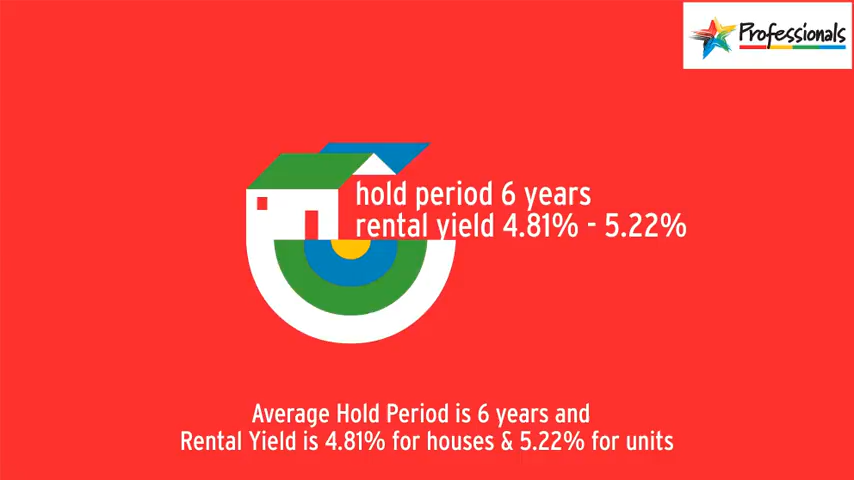 Professionals
hold period 6 years
rental yield 4.81% - 5.22%
Average Hold Period is 6 years and
Rental Yield is 4.81% for houses & 5.22% for units